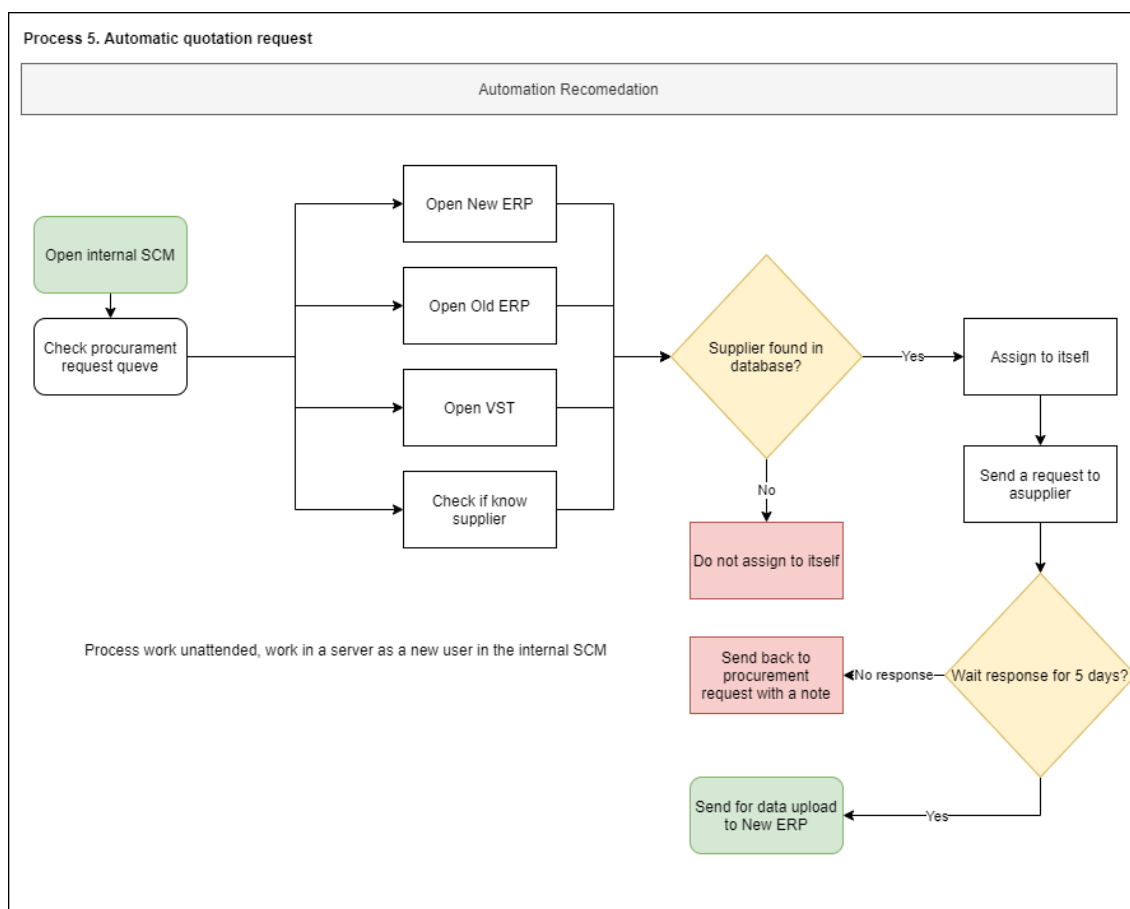 Process 5. Automatic quotation request
Automation Recomedation
Open New ERP
Open internal SCM
Open Old ERP
Check procurament
request queve
Supplier found in
database?
Yes
Assign to itsefl
Open VST
Check if know
supplier
No
Send a request to
asupplier
Do not assign to itself
Process work unattended, work in a server as a new user in the internal SCM
Send back to
procurement
request with a note
No response
Wait response for 5 days?
Send for data upload
to New ERP
Yes